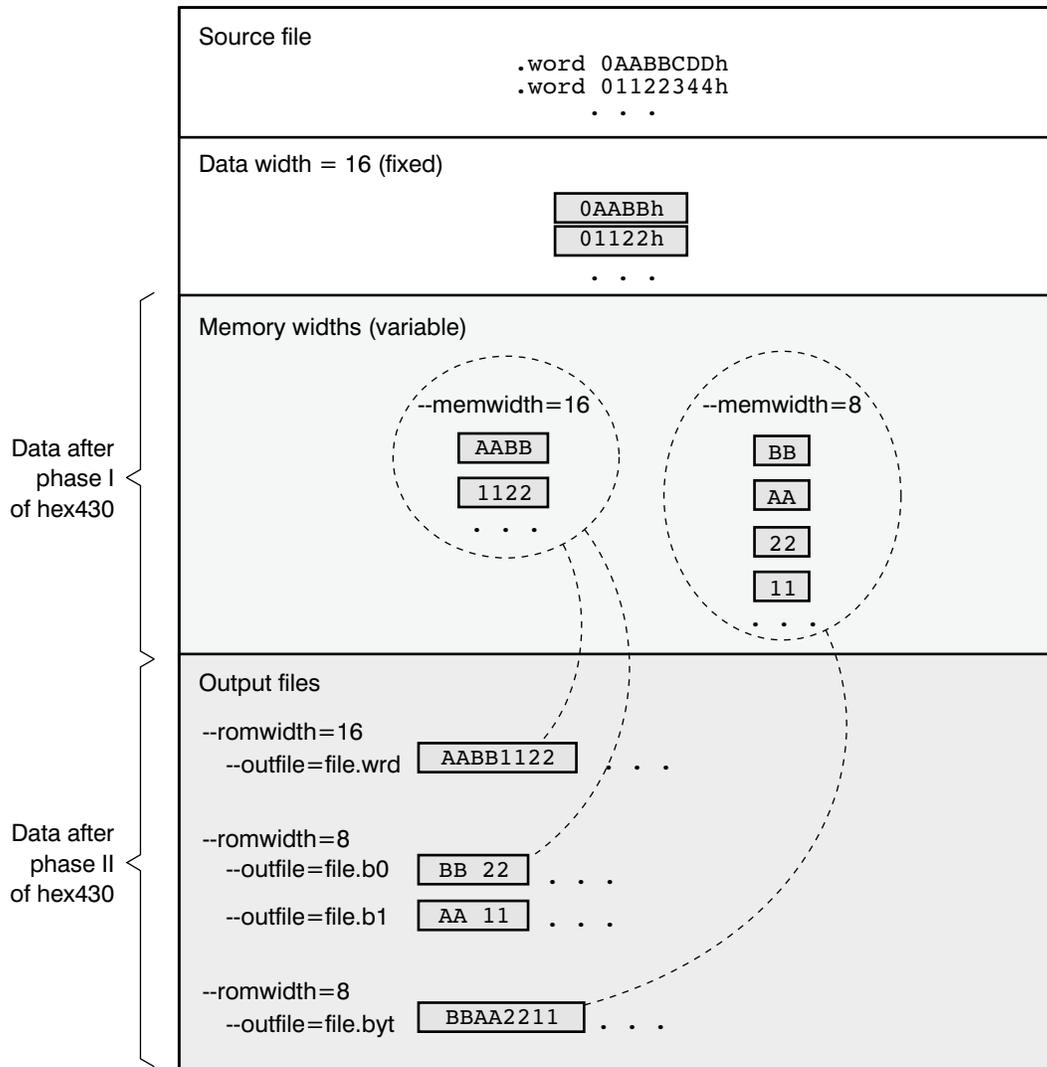 Source file
.word 0AABBCDDh
.word 01122344h
. . .
Data width = 16 (fixed)
0AABBh
01122h
. . .
Data after
phase I
of hex430
Memory widths (variable)
--memwidth=16
AABB
1122
. . .
--memwidth=8
BB
AA
22
11
. . .
Data after
phase II
of hex430
Output files
--romwidth=16
--outfile=file.wrd AABB1122 . . .
--romwidth=8
--outfile=file.b0 BB 22 . . .
--outfile=file.b1 AA 11 . . .
--romwidth=8
--outfile=file.byt BBAA2211 . . .